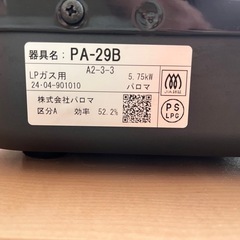 器具名： PA-29B
A2-3-3
LPガス用 5.75kW
24·04-901010 パロマ
株式会社パロマ
区分A 効率 52.2%
PS
LPG